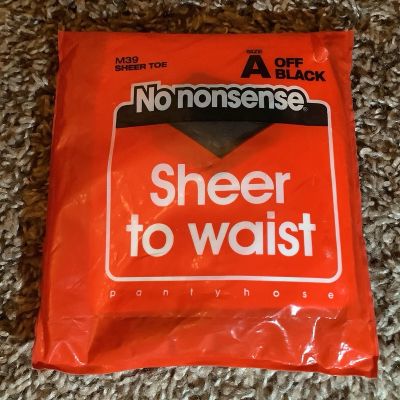 M39
SHEER TOE
SIZE
A
OFF
BLACK
No nonsense®
Sheer
to waist
pantyhose